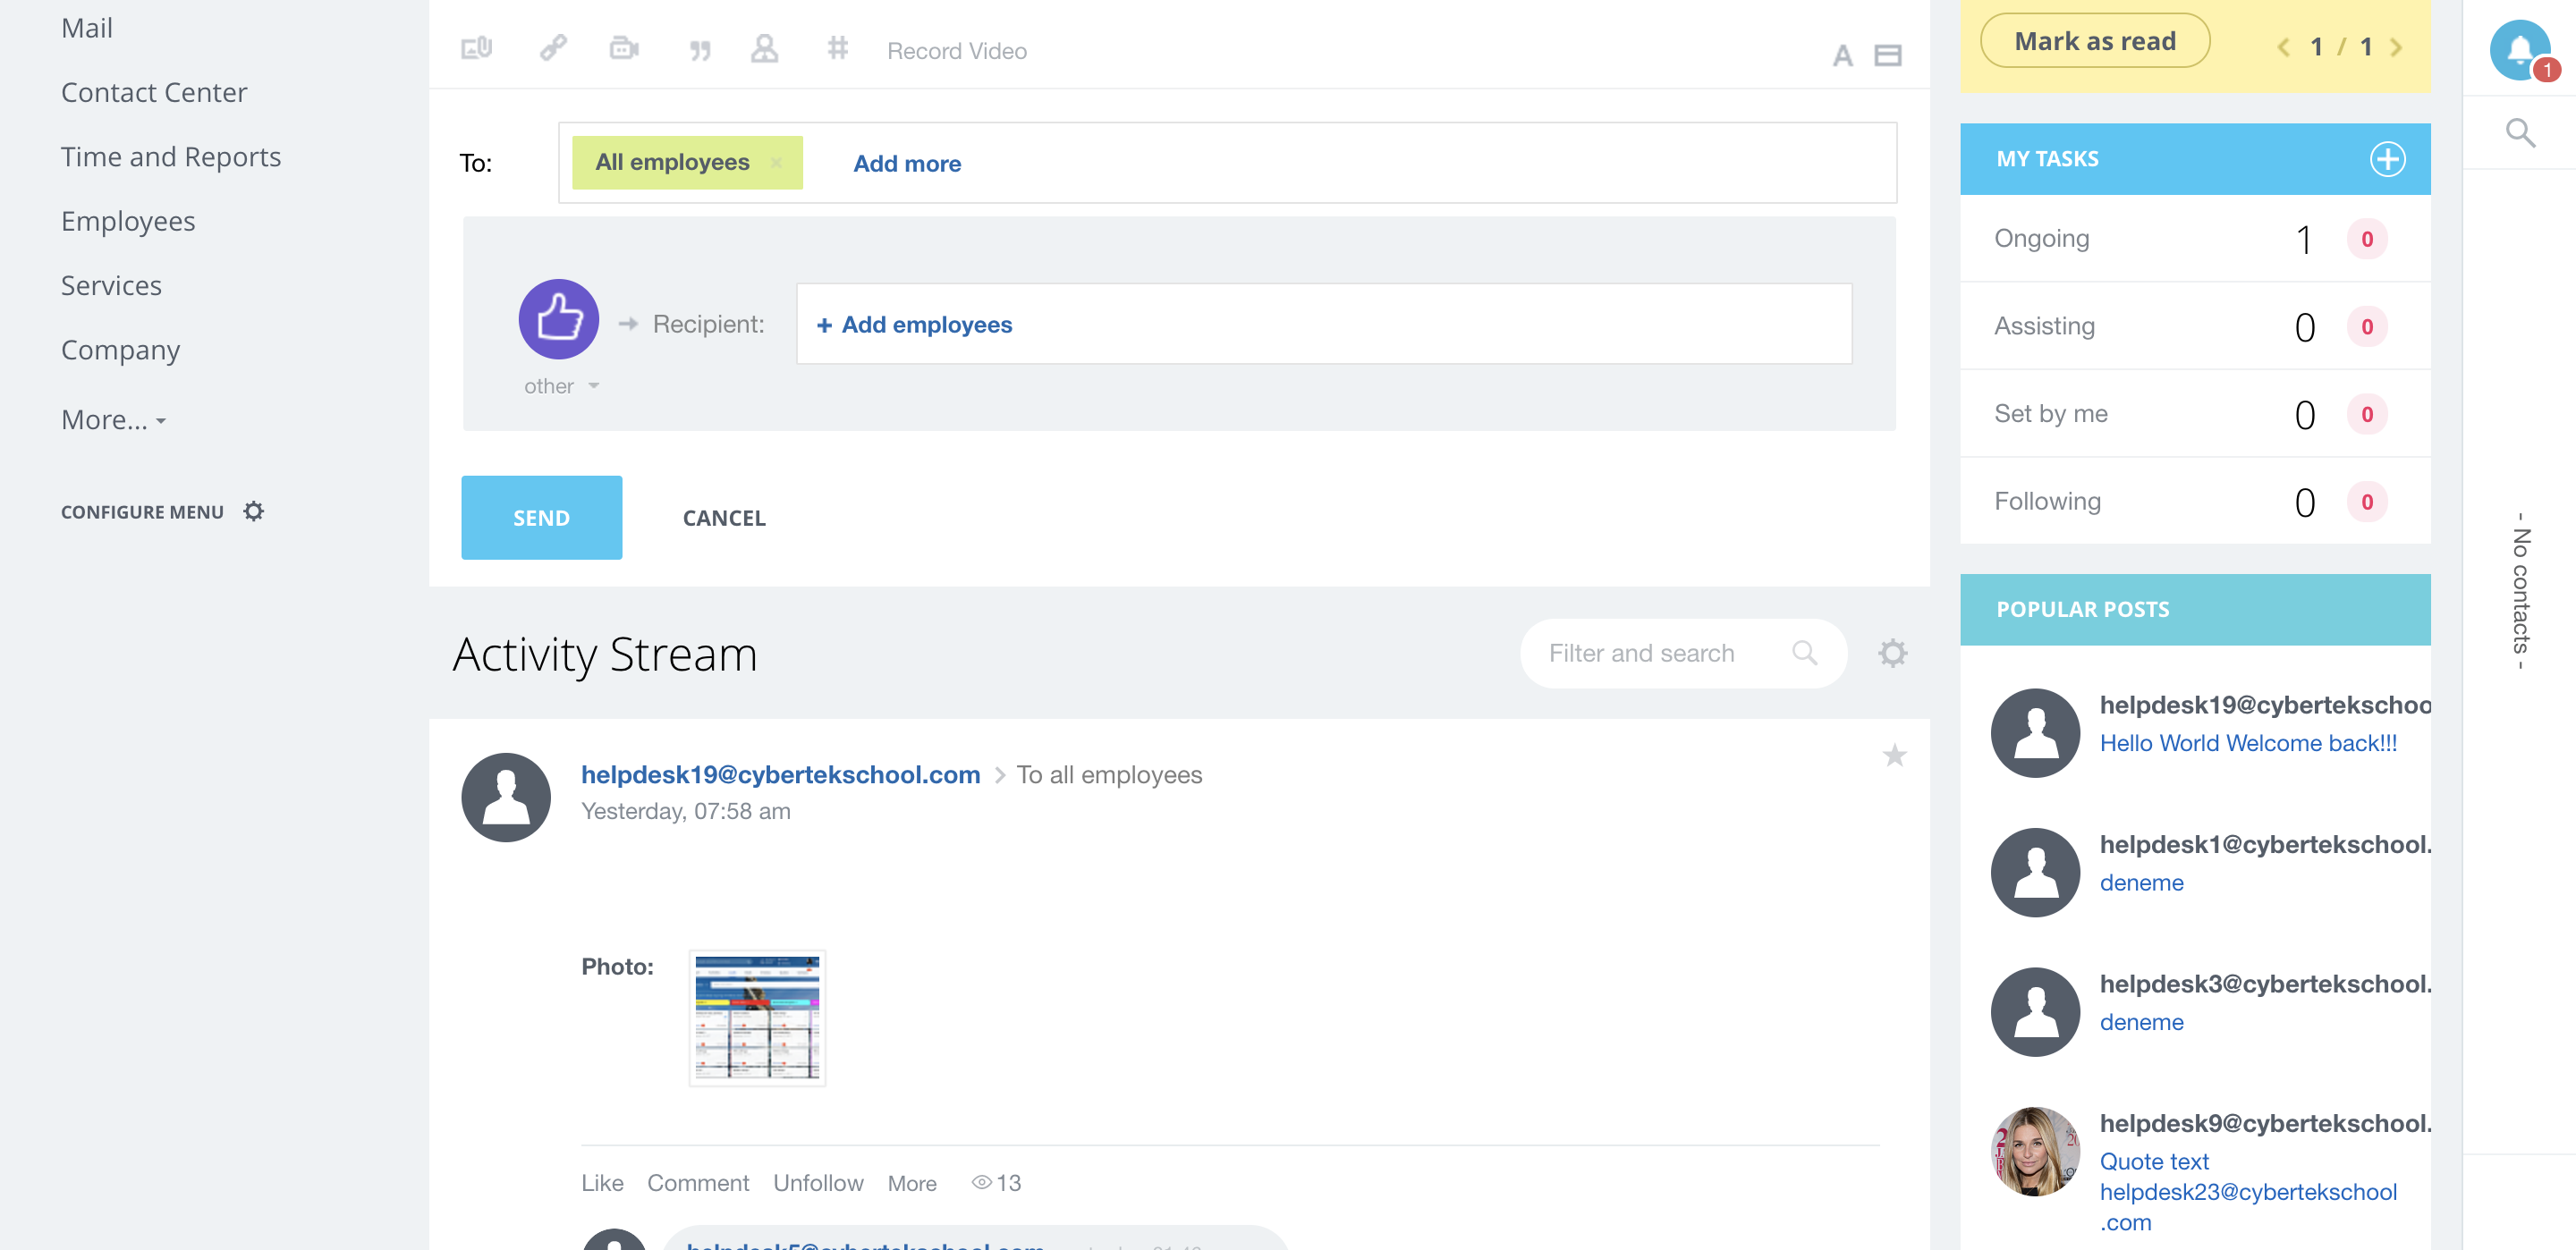 Mail
Contact Center
Time and Reports
Employees
Services
Company
More...
CONFIGURE MENU
Record Video
A
To:
All employees ×
Add more
Recipient:
+ Add employees
other
SEND
CANCEL
Activity Stream
Filter and search
helpdesk19@cybertekschool.com
To all employees
Yesterday, 07:58 am
Photo:
Like
Comment
Unfollow
More
13
Mark as read
1 / 1
MY TASKS
Ongoing
1
0
Assisting
0
0
Set by me
0
0
Following
0
0
POPULAR POSTS
helpdesk19@cybertekschoo
Hello World Welcome back!!!
helpdesk1@cybertekschool.
deneme
helpdesk3@cybertekschool.
deneme
helpdesk9@cybertekschool.
Quote text
helpdesk23@cybertekschool
.com
1
- No contacts -